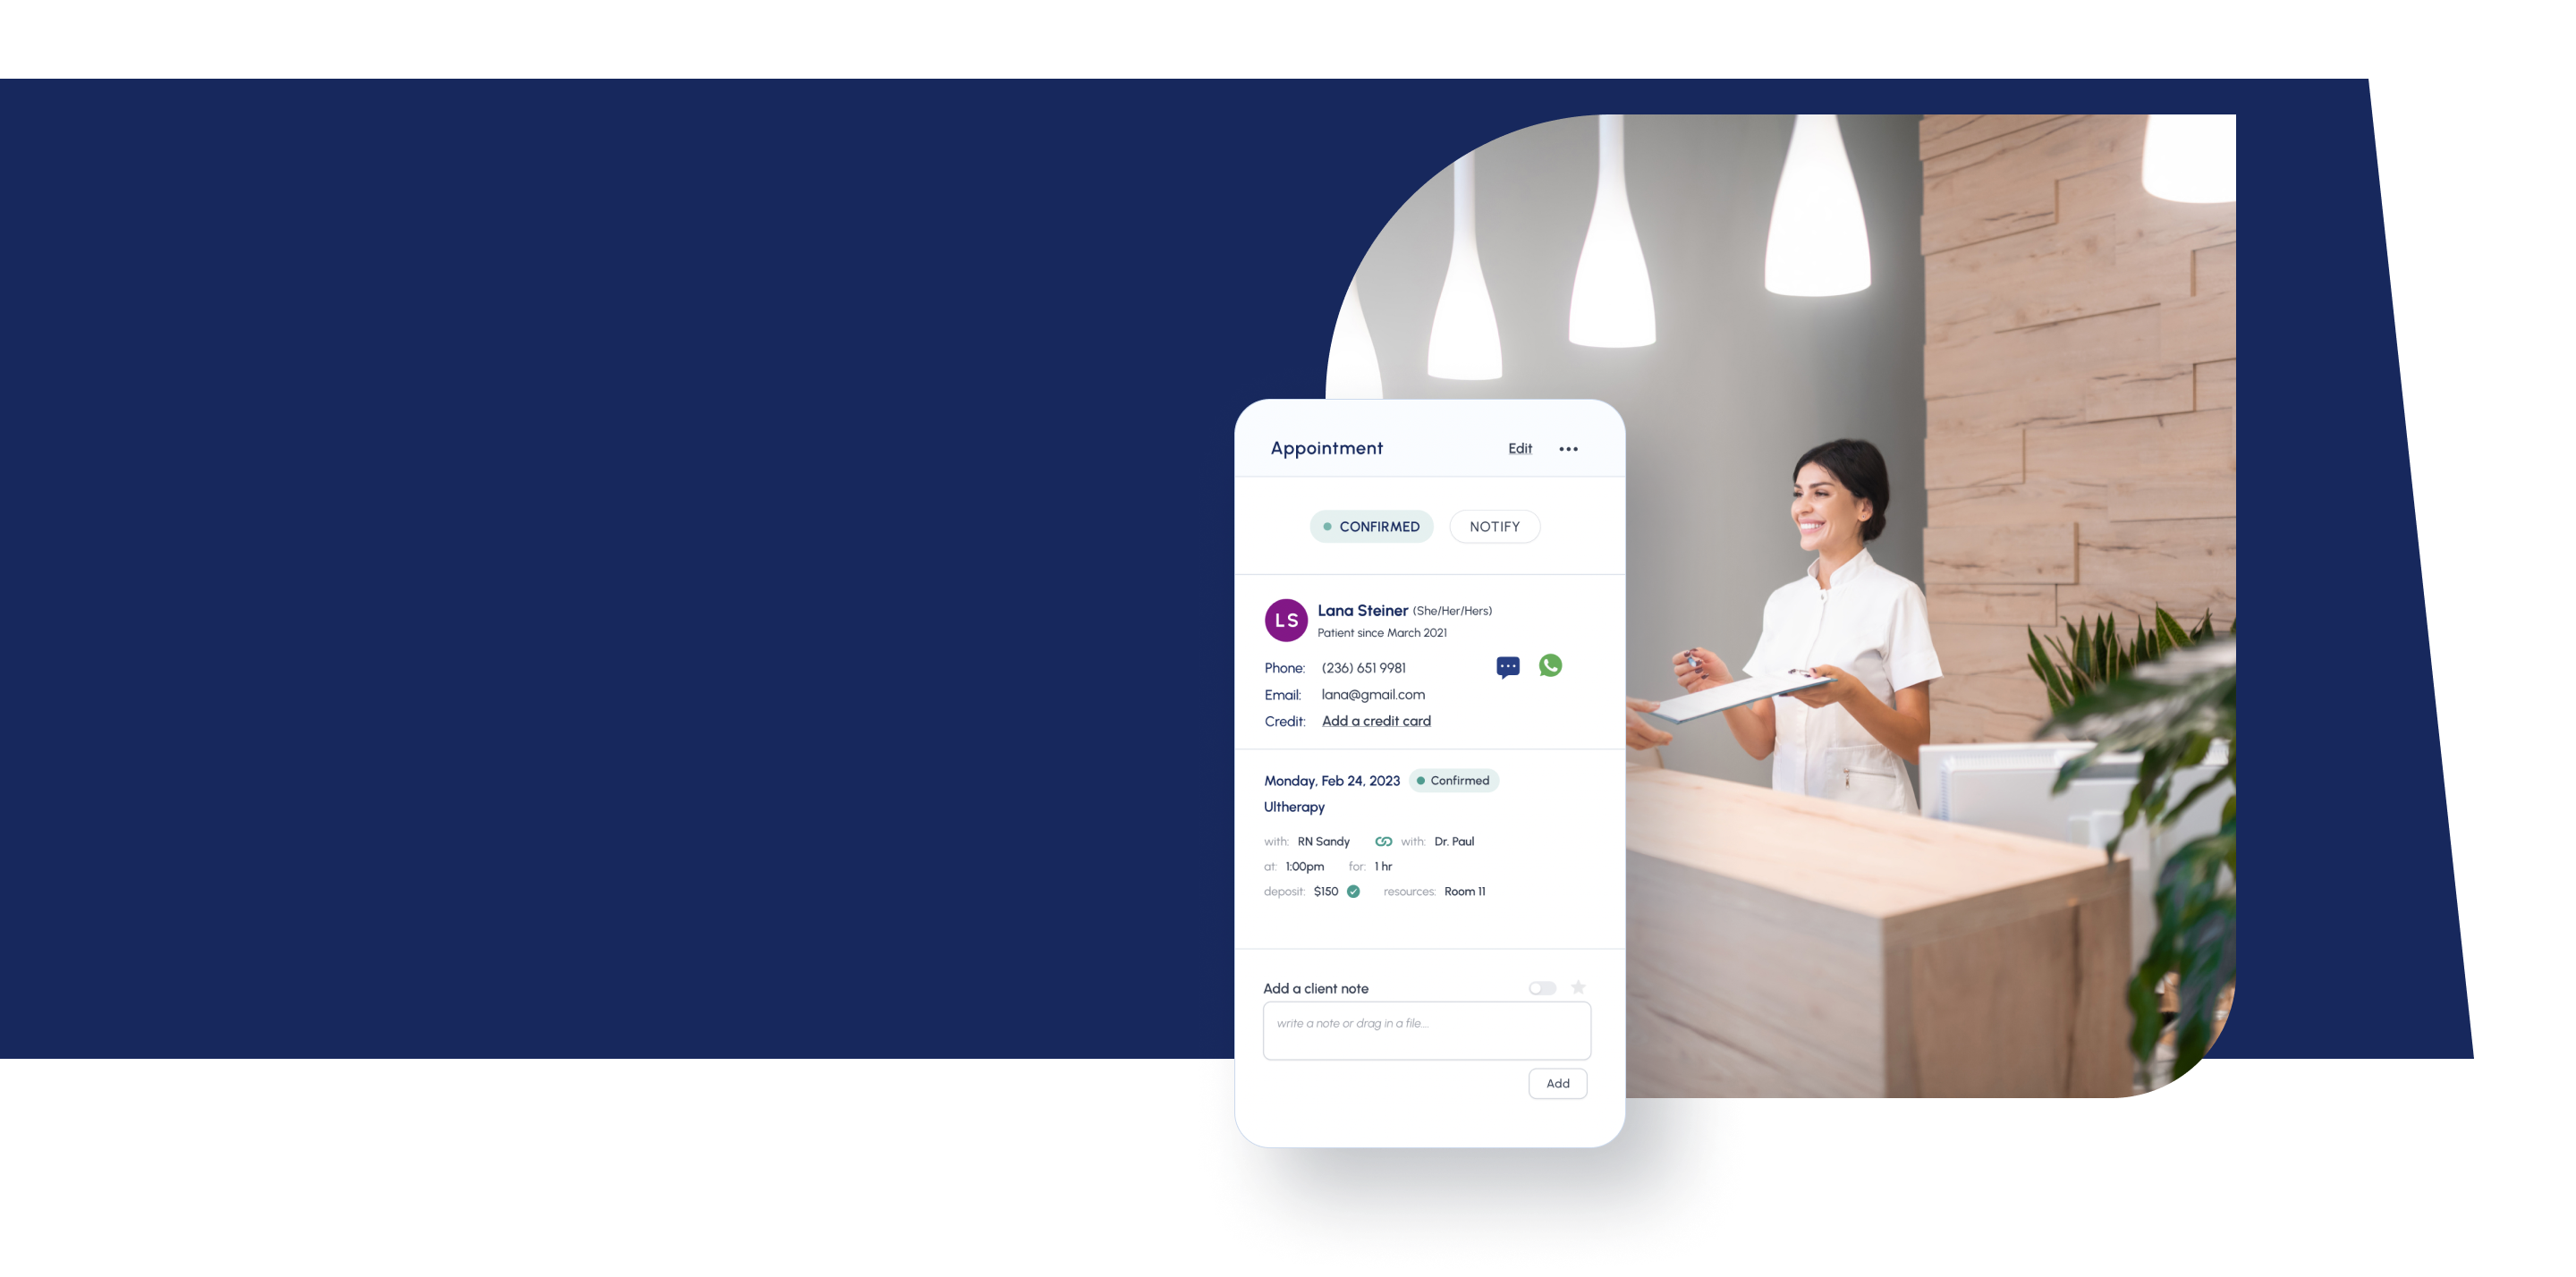 Appointment Edit
CONFIRMED NOTIFY
LS Lana Steiner (She/Her/Hers)
Patient since March 2021
Phone: (236) 651 9981
Email: lana@gmail.com
Credit: Add a credit card
Monday, Feb 24, 2023 Confirmed
Ultherapy
with: RN Sandy with: Dr. Paul
at: 1:00pm for: 1 hr
deposit: $150 resources: Room 11
Add a client note
write a note or drag in a file...
Add